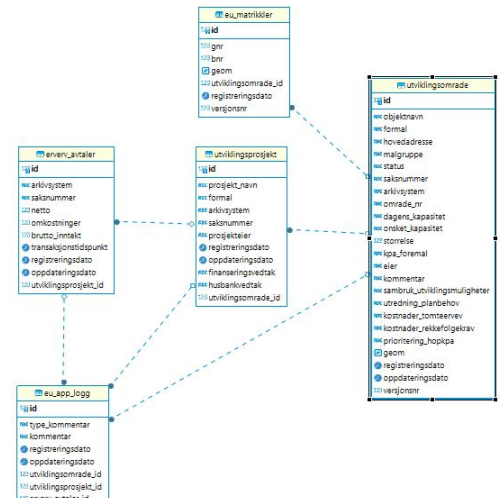 eu_matrikkler
id
gnr
bnr
geom
utviklingsomrade_id
registreringsdato
versjonsnr
utviklingsomrade
id
objektnavn
formal
hovedadresse
malgruppe
status
saksnummer
arkivsystem
omrade_nr
dagens_kapasitet
onsket_kapasitet
storrelse
kpa_foremal
eier
kommentar
sambruk_utviklingsmuligheter
utredning_planbehov
kostnader_tomteervev
kostnader_rekkefolgekrav
prioritering_hopkpa
geom
registreringsdato
oppdateringsdato
versjonsnr
erverv_avtaler
id
arkivsystem
saksnummer
netto
omkostninger
brutto_inntekt
transaksjonstidspunkt
registreringsdato
oppdateringsdato
utviklingsprosjekt_id
utviklingsprosjekt
id
prosjekt_navn
formal
arkivsystem
saksnummer
prosjekteier
registreringsdato
oppdateringsdato
finanseringsvedtak
husbankvedtak
utviklingsomrade_id
eu_app_logg
id
type_kommentar
kommentar
registreringsdato
oppdateringsdato
utviklingsomrade_id
utviklingsprosjekt_id